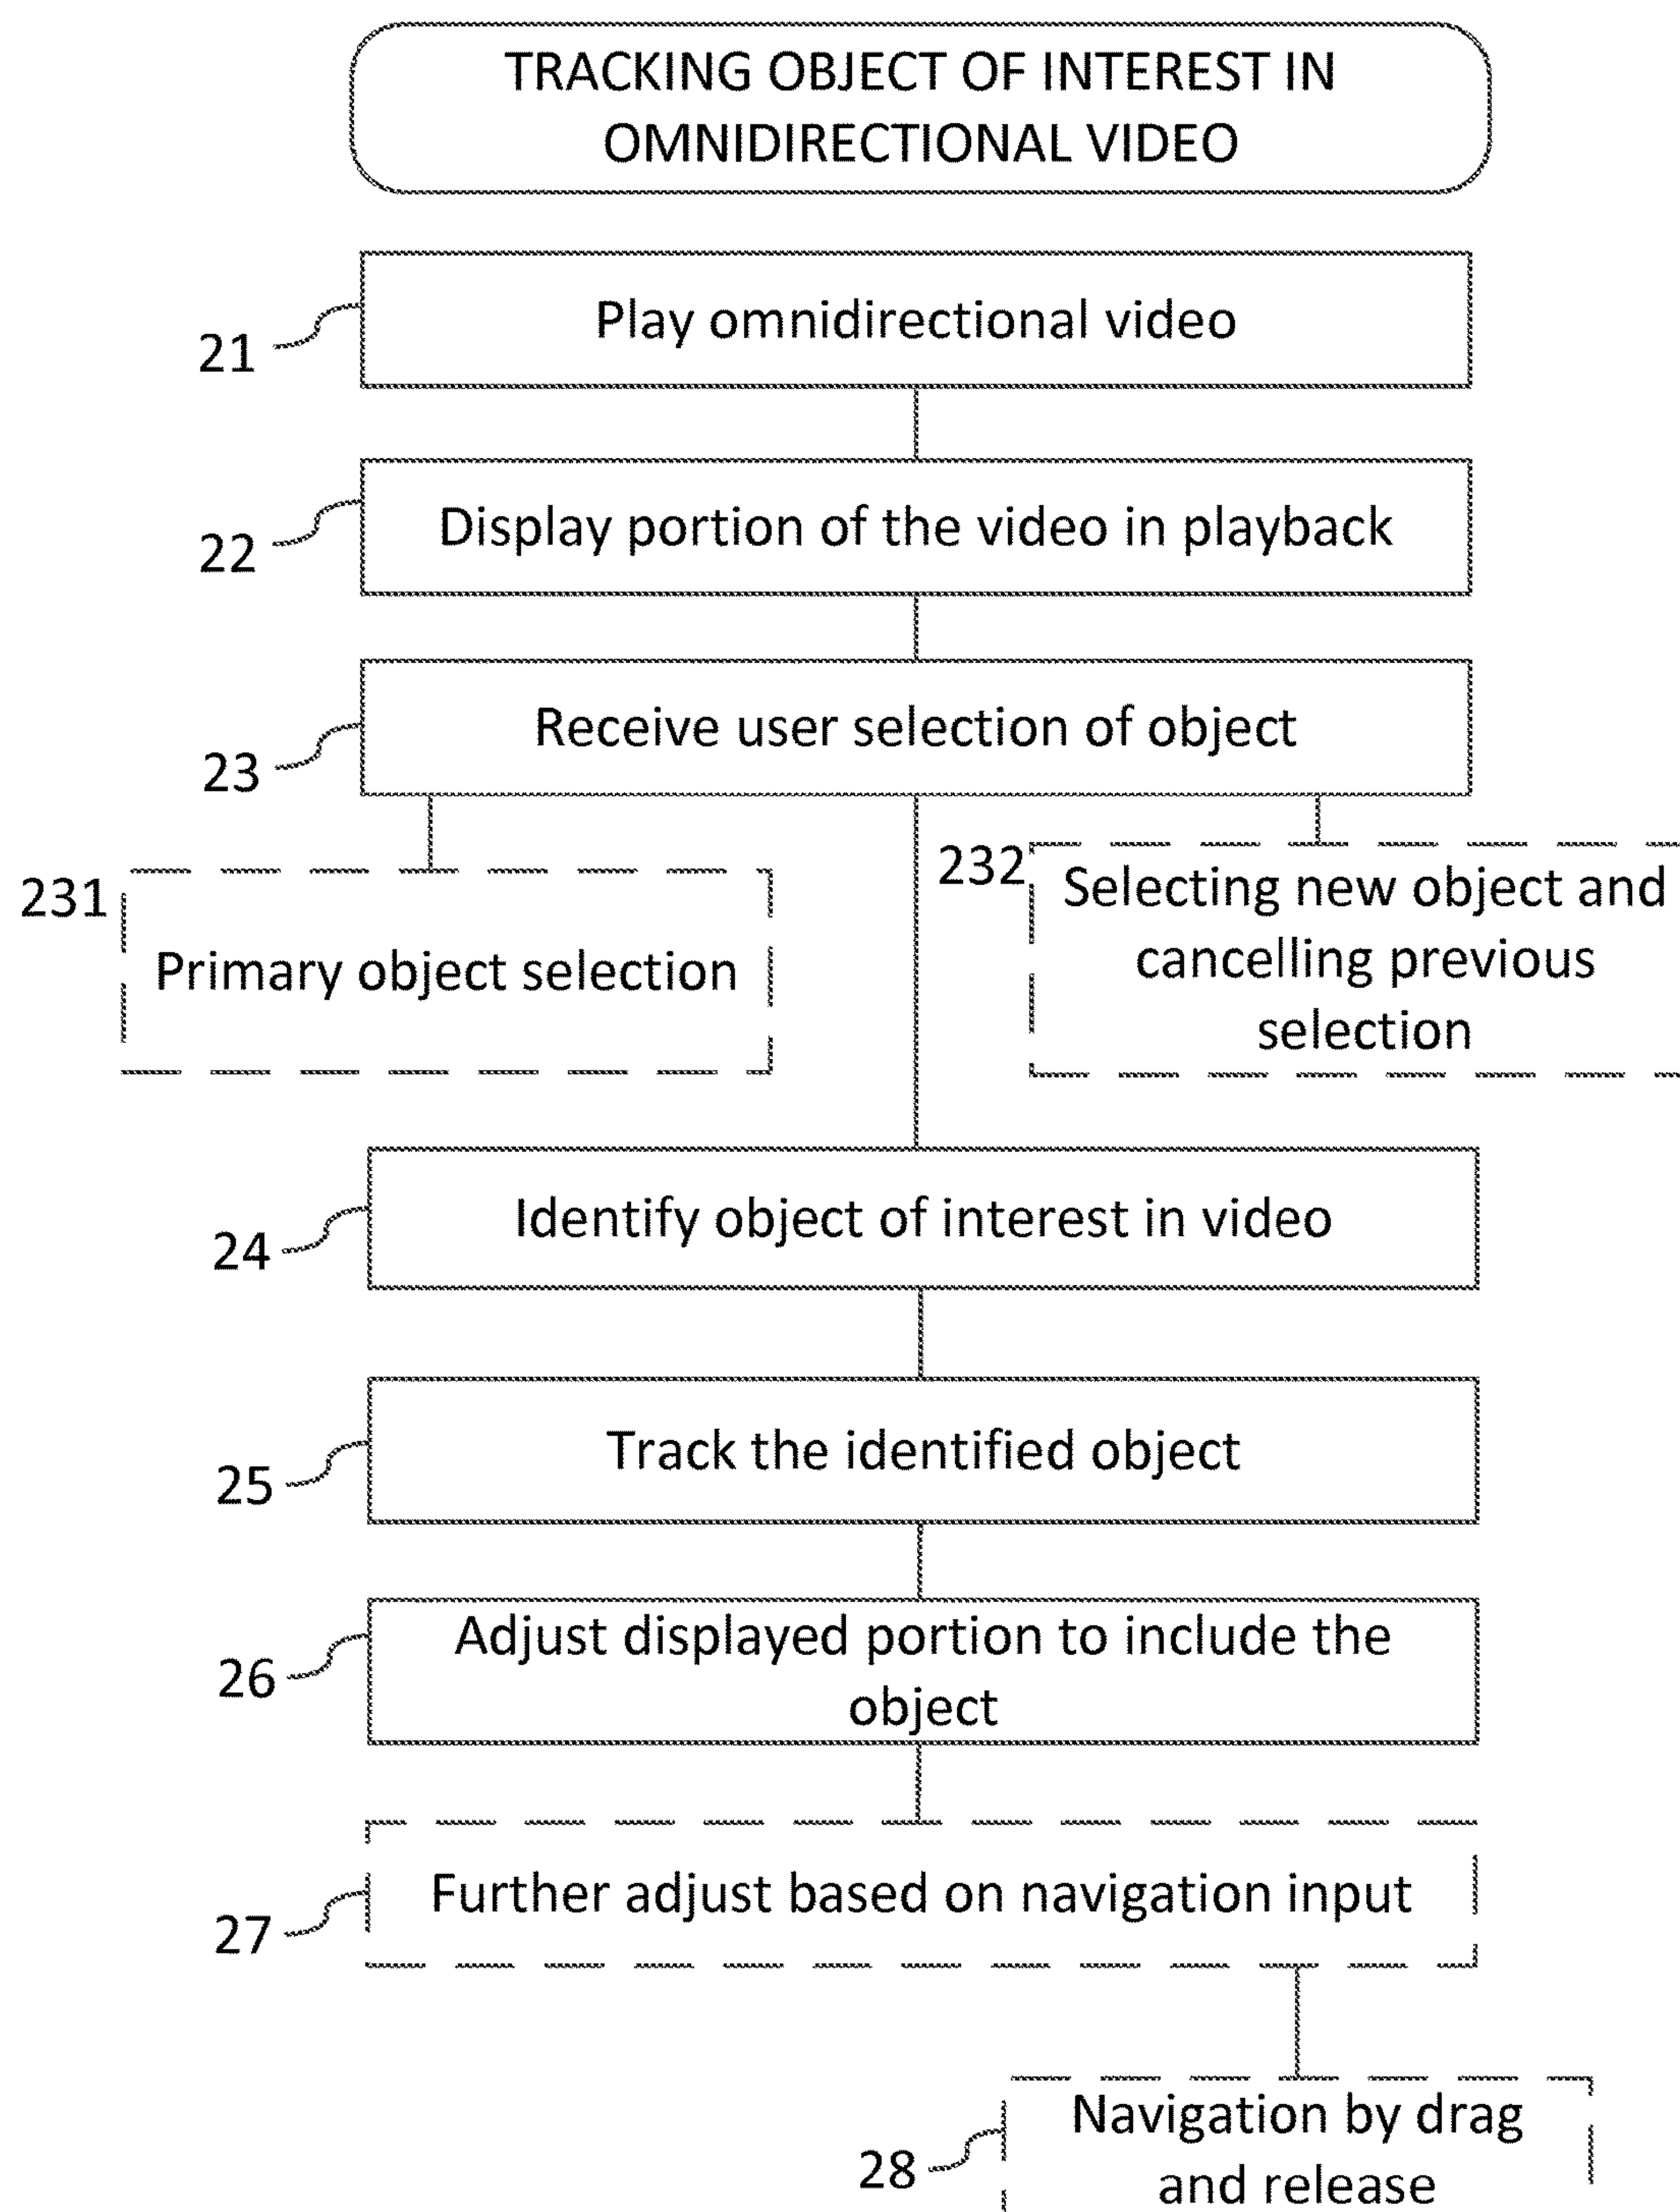 TRACKING OBJECT OF INTEREST IN
OMNIDIRECTIONAL VIDEO
21
Play omnidirectional video
22
Display portion of the video in playback
23
Receive user selection of object
231
Primary object selection
232
Selecting new object and
cancelling previous
selection
24
Identify object of interest in video
25
Track the identified object
26
Adjust displayed portion to include the
object
27
Further adjust based on navigation input
28
Navigation by drag
and release